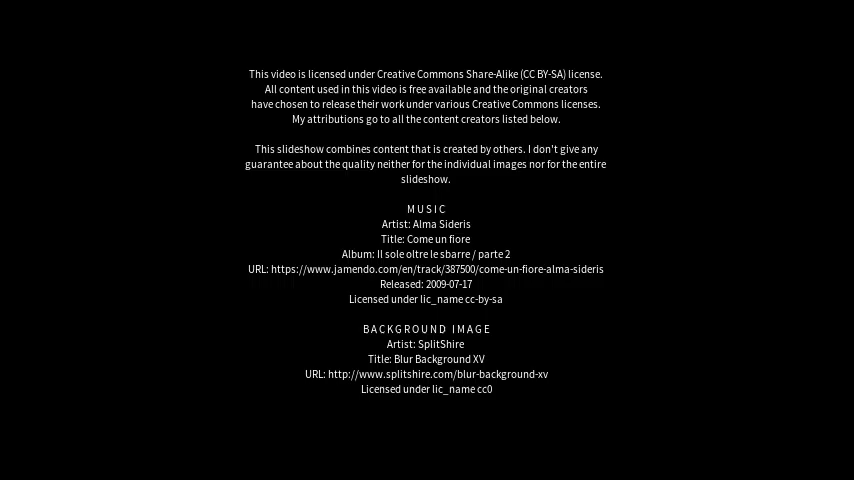 This video is licensed under Creative Commons Share-Alike (CC BY-SA) license.
All content used in this video is free available and the original creators
have chosen to release their work under various Creative Commons licenses.
My attributions go to all the content creators listed below.
This slideshow combines content that is created by others. I don't give any
guarantee about the quality neither for the individual images nor for the entire
slideshow.
MUSIC
Artist: Alma Sideris
Title: Come un fiore
Album: Il sole oltre le sbarre / parte 2
URL: https://www.jamendo.com/en/track/387500/come-un-fiore-alma-sideris
Released: 2009-07-17
Licensed under lic_name cc-by-sa
BACKGROUND IMAGE
Artist: SplitShire
Title: Blur Background XV
URL: http://www.splitshire.com/blur-background-xv
Licensed under lic_name cc0